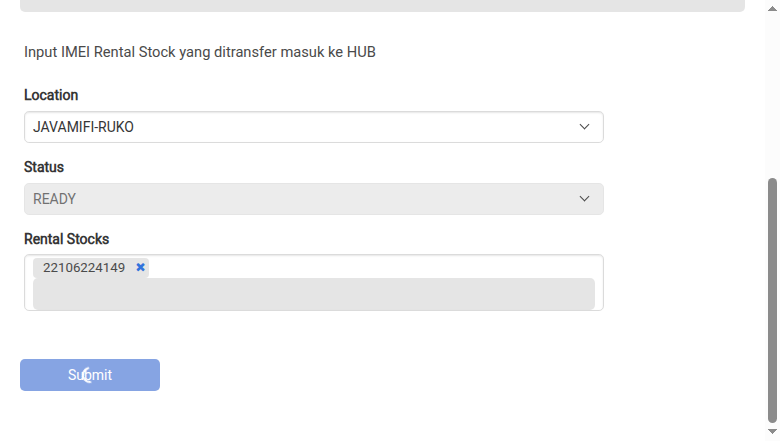 Input IMEI Rental Stock yang ditransfer masuk ke HUB
Location
JAVAMIFI-RUKO
Status
READY
Rental Stocks
22106224149
Submit